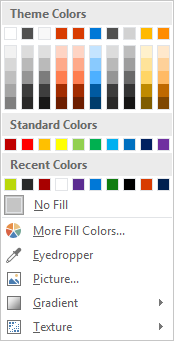 Theme Colors
Standard Colors
Recent Colors
No Fill
More Fill Colors...
Eyedropper
Picture...
Gradient
Texture